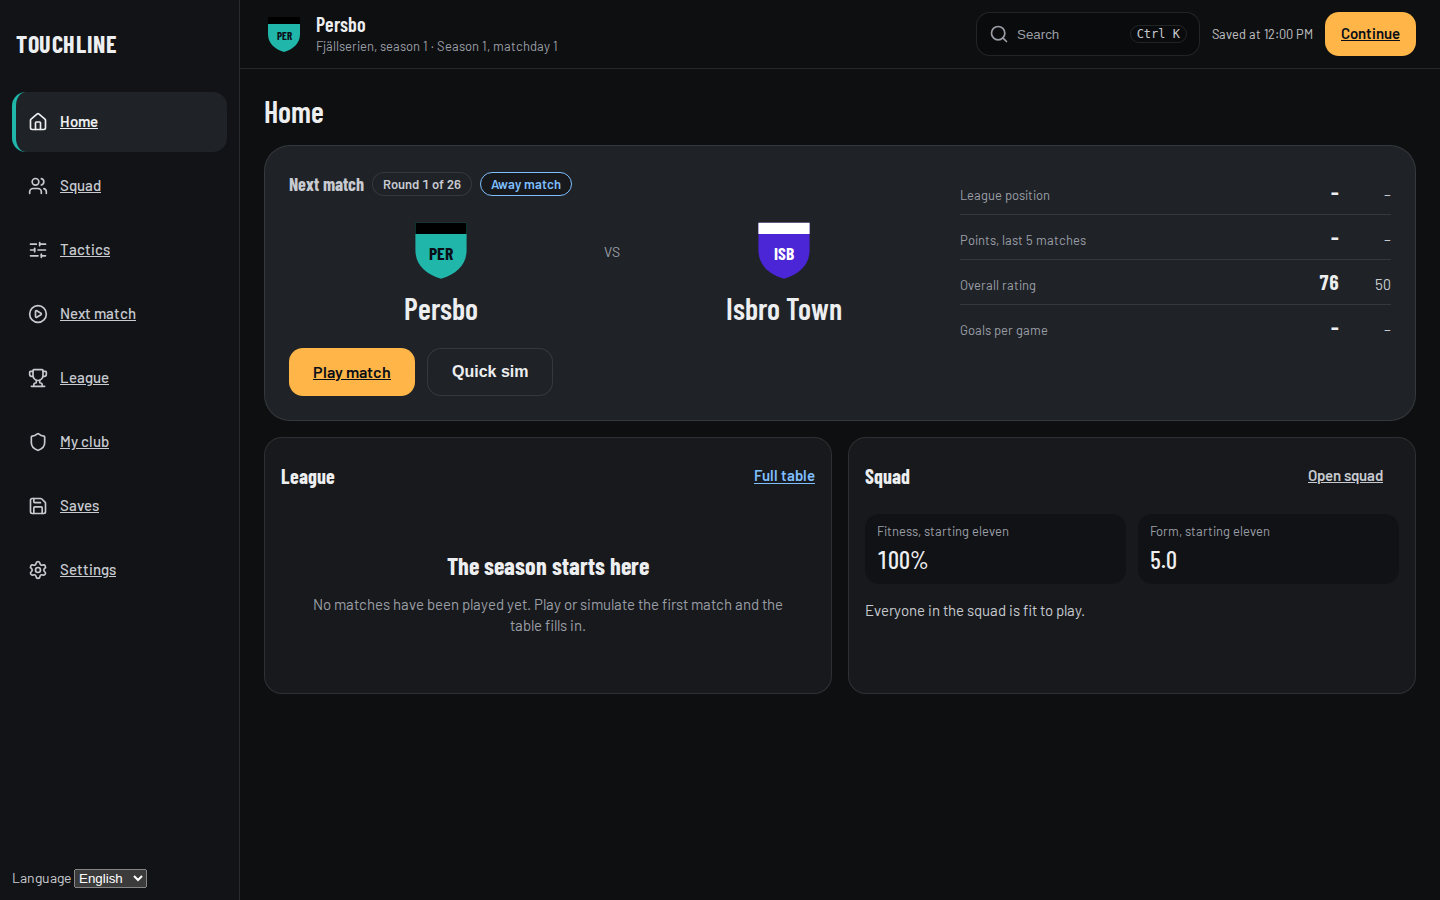 TOUCHLINE
Home
Squad
Tactics
Next match
League
My club
Saves
Settings
Language English
PER
Persbo
Fjällserien, season 1 · Season 1, matchday 1
Search Ctrl K
Saved at 12:00 PM
Continue
Home
Next match Round 1 of 26 Away match
PER VS ISB
Persbo Isbro Town
Play match Quick sim
League position - –
Points, last 5 matches - –
Overall rating 76 50
Goals per game - –
League Full table
The season starts here
No matches have been played yet. Play or simulate the first match and the
table fills in.
Squad Open squad
Fitness, starting eleven
100%
Form, starting eleven
5.0
Everyone in the squad is fit to play.